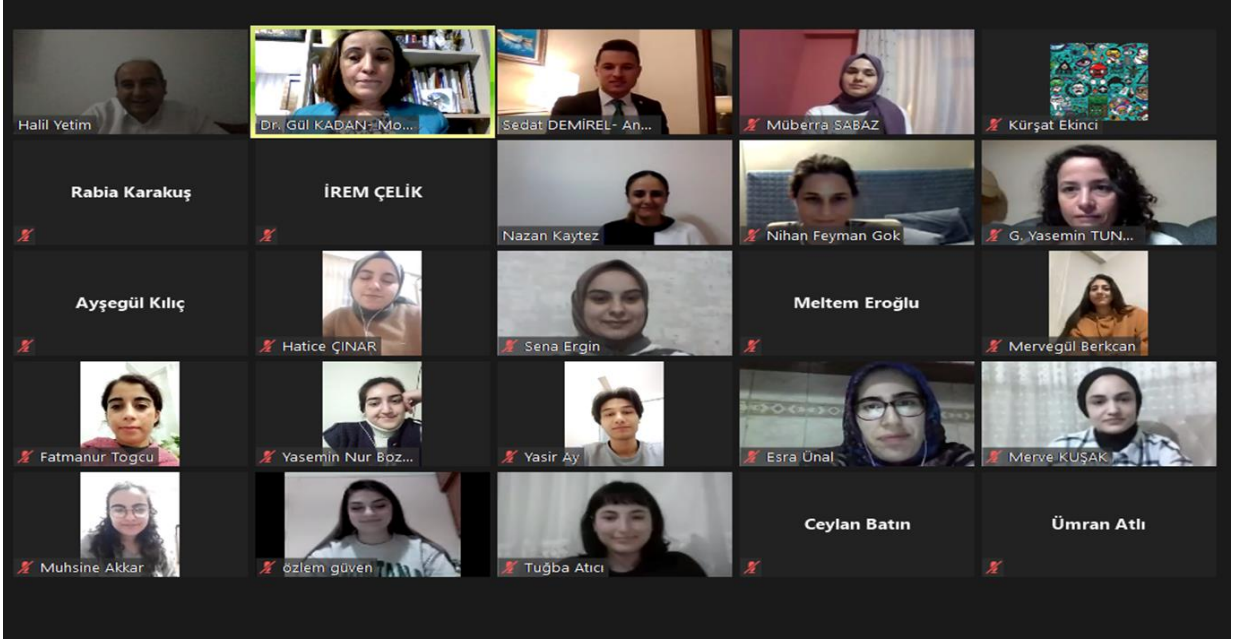 Halil Yetim
Dr. Gül KADAN- Mo...
Sedat DEMİREL- An...
Müberra SABAZ
Kürşat Ekinci
Rabia Karakuş
İREM ÇELİK
Nazan Kaytez
Nihan Feyman Gok
G. Yasemin TUN...
Ayşegül Kılıç
Hatice ÇINAR
Sena Ergin
Meltem Eroğlu
Mervegül Berkcan
Fatmanur Togcu
Yasemin Nur Boz...
Yasir Ay
Esra Ünal
Merve KUŞAK
Muhsine Akkar
özlem güven
Tuğba Atıcı
Ceylan Batın
Ümran Atlı